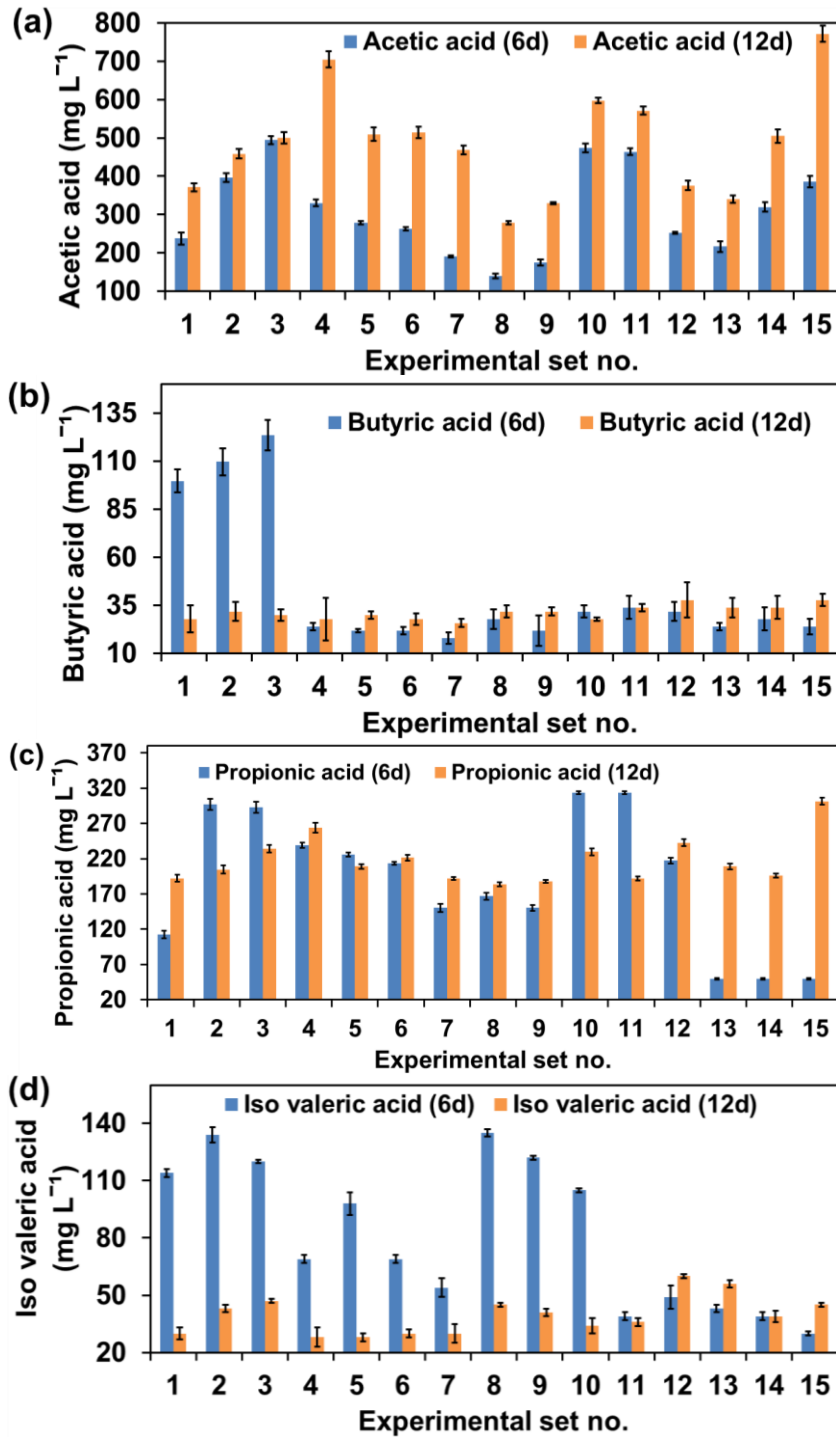 (a)
Acetic acid (mg L⁻¹)
800
700
600
500
400
300
200
100
Acetic acid (6d) Acetic acid (12d)
1 2 3 4 5 6 7 8 9 10 11 12 13 14 15
Experimental set no.
(b)
Butyric acid (mg L⁻¹)
135
110
85
60
35
10
Butyric acid (6d) Butyric acid (12d)
1 2 3 4 5 6 7 8 9 10 11 12 13 14 15
Experimental set no.
(c)
Propionic acid (mg L⁻¹)
370
320
270
220
170
120
70
20
Propionic acid (6d) Propionic acid (12d)
1 2 3 4 5 6 7 8 9 10 11 12 13 14 15
Experimental set no.
(d)
Iso valeric acid
(mg L⁻¹)
140
110
80
50
20
Iso valeric acid (6d) Iso valeric acid (12d)
1 2 3 4 5 6 7 8 9 10 11 12 13 14 15
Experimental set no.